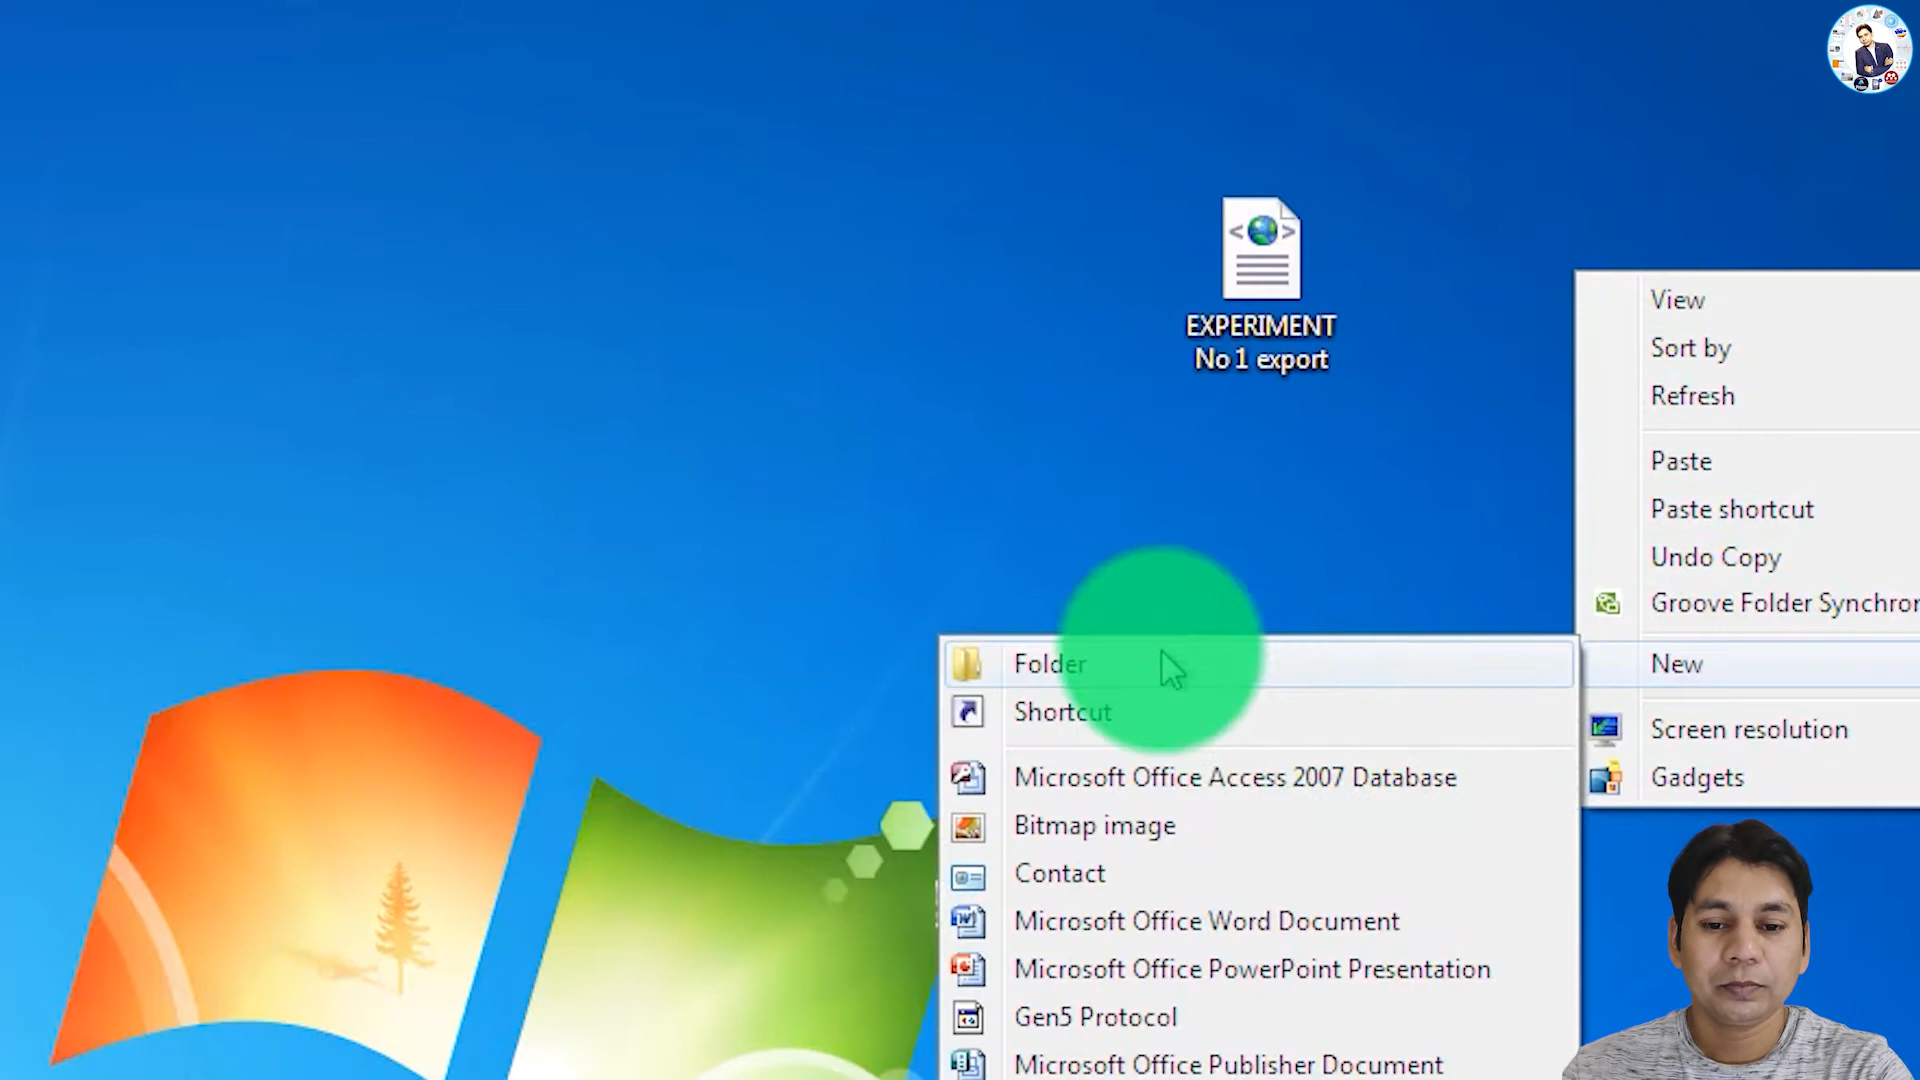 EXPERIMENT
No 1 export
View
Sort by
Refresh
Paste
Paste shortcut
Undo Copy
Groove Folder Synchror
New
Screen resolution
Gadgets
Folder
Shortcut
Microsoft Office Access 2007 Database
Bitmap image
Contact
Microsoft Office Word Document
Microsoft Office PowerPoint Presentation
Gen5 Protocol
Microsoft Office Publisher Document